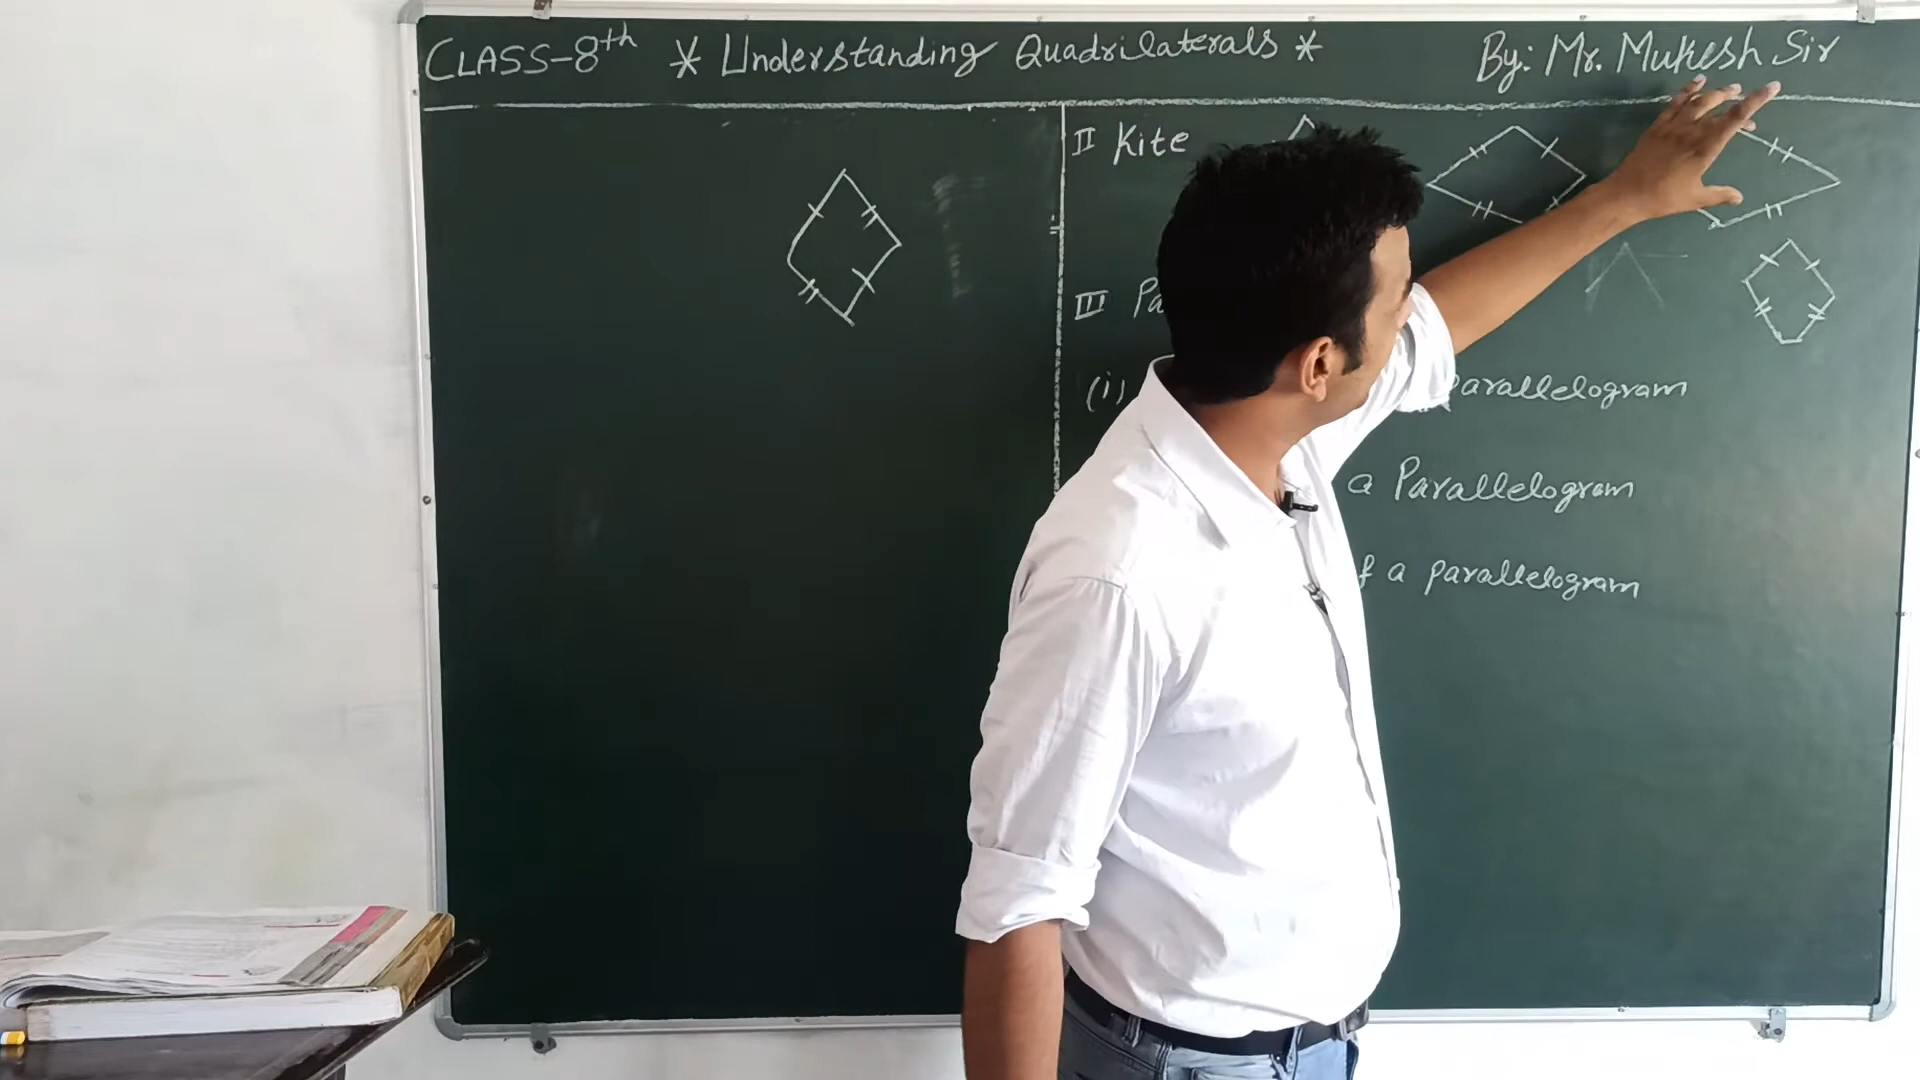 CLASS-8th * Understanding Quadrilaterals * By: Mr. Mukesh Sir
II Kite
III Pa
(i) Parallelogram
a Parallelogram
f a parallelogram